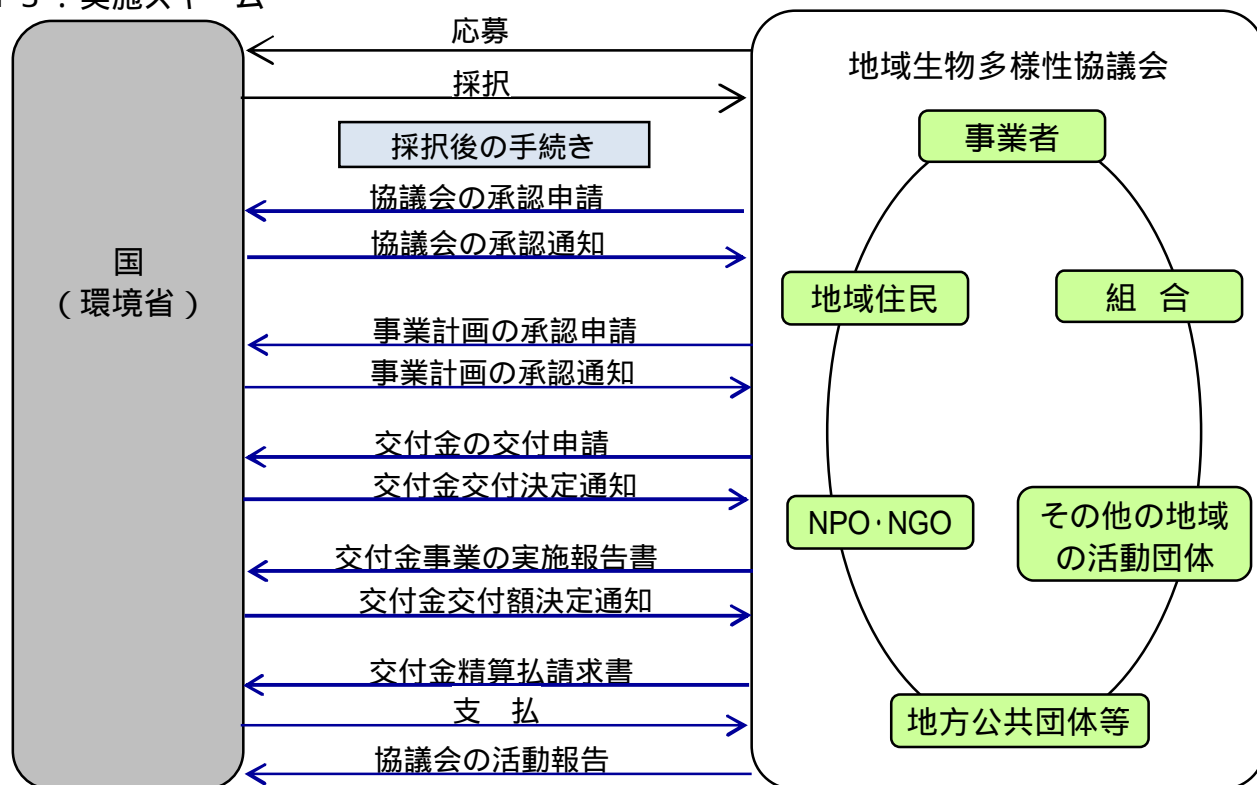 ：実施スキーム
応募
採択
採択後の手続き
協議会の承認申請
協議会の承認通知
事業計画の承認申請
事業計画の承認通知
交付金の交付申請
交付金交付決定通知
交付金事業の実施報告書
交付金交付額決定通知
交付金精算払請求書
支　払
協議会の活動報告
国
（環境省）
地域生物多様性協議会
事業者
地域住民
組　合
NPO・NGO
その他の地域
の活動団体
地方公共団体等